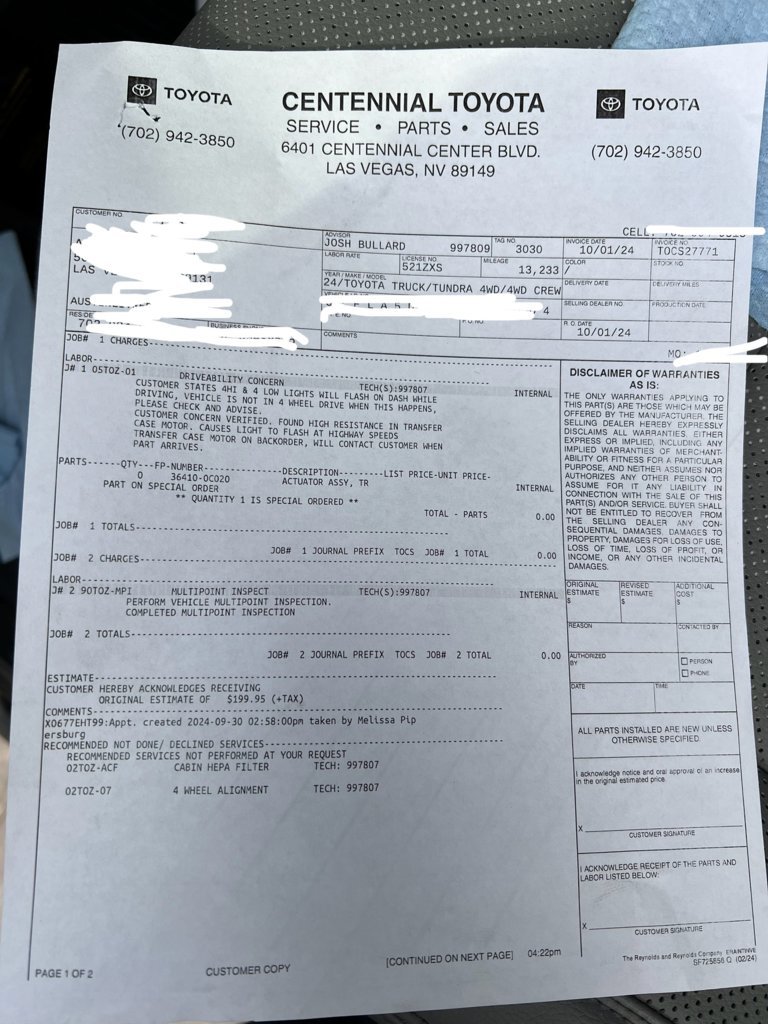 TOYOTA
(702) 942-3850
CENTENNIAL TOYOTA
SERVICE • PARTS • SALES
6401 CENTENNIAL CENTER BLVD.
LAS VEGAS, NV 89149
TOYOTA
(702) 942-3850
CUSTOMER NO.
CELL:
ADVISOR
JOSH BULLARD 997809
TAG NO.
3030
INVOICE DATE
10/01/24
INVOICE NO.
TOCS27771
LABOR RATE
LICENSE NO.
521ZXS
MILEAGE
13,233
COLOR
/
STOCK NO.
LAS 
YEAR / MAKE / MODEL
24/TOYOTA TRUCK/TUNDRA 4WD/4WD CREW
DELIVERY DATE
DELIVERY MILES
SELLING DEALER NO.
PRODUCTION DATE
R. O. DATE
10/01/24
COMMENTS
MO:
JOB# 1 CHARGES
LABOR
J# 1 05TOZ-01 DRIVEABILITY CONCERN TECH(S):997807 INTERNAL
CUSTOMER STATES 4HI & 4 LOW LIGHTS WILL FLASH ON DASH WHILE
DRIVING, VEHICLE IS NOT IN 4 WHEEL DRIVE WHEN THIS HAPPENS,
PLEASE CHECK AND ADVISE.
CUSTOMER CONCERN VERIFIED. FOUND HIGH RESISTANCE IN TRANSFER
CASE MOTOR. CAUSES LIGHT TO FLASH AT HIGHWAY SPEEDS
TRANSFER CASE MOTOR ON BACKORDER, WILL CONTACT CUSTOMER WHEN
PART ARRIVES.
PARTS------QTY---FP-NUMBER---------------DESCRIPTION--------LIST PRICE-UNIT PRICE-
0 36410-0C020 ACTUATOR ASSY, TR INTERNAL
PART ON SPECIAL ORDER
** QUANTITY 1 IS SPECIAL ORDERED **
TOTAL - PARTS 0.00
JOB# 1 TOTALS
JOB# 1 JOURNAL PREFIX TOCS JOB# 1 TOTAL 0.00
JOB# 2 CHARGES
LABOR
J# 2 90TOZ-MPI MULTIPOINT INSPECT TECH(S):997807 INTERNAL
PERFORM VEHICLE MULTIPOINT INSPECTION.
COMPLETED MULTIPOINT INSPECTION
JOB# 2 TOTALS
JOB# 2 JOURNAL PREFIX TOCS JOB# 2 TOTAL 0.00
ESTIMATE
CUSTOMER HEREBY ACKNOWLEDGES RECEIVING
ORIGINAL ESTIMATE OF $199.95 (+TAX)
COMMENTS
X0677EHT99:Appt. created 2024-09-30 02:58:00pm taken by Melissa Pip
ersburg
RECOMMENDED NOT DONE/ DECLINED SERVICES
RECOMMENDED SERVICES NOT PERFORMED AT YOUR REQUEST
02TOZ-ACF CABIN HEPA FILTER TECH: 997807
02TOZ-07 4 WHEEL ALIGNMENT TECH: 997807
DISCLAIMER OF WARRANTIES
AS IS:
THE ONLY WARRANTIES APPLYING TO
THIS PART(S) ARE THOSE WHICH MAY BE
OFFERED BY THE MANUFACTURER. THE
SELLING DEALER HEREBY EXPRESSLY
DISCLAIMS ALL WARRANTIES, EITHER
EXPRESS OR IMPLIED, INCLUDING ANY
IMPLIED WARRANTIES OF MERCHANT-
ABILITY OR FITNESS FOR A PARTICULAR
PURPOSE, AND NEITHER ASSUMES NOR
AUTHORIZES ANY OTHER PERSON TO
ASSUME FOR IT ANY LIABILITY IN
CONNECTION WITH THE SALE OF THIS
PART(S) AND/OR SERVICE. BUYER SHALL
NOT BE ENTITLED TO RECOVER FROM
THE SELLING DEALER ANY CON-
SEQUENTIAL DAMAGES, DAMAGES TO
PROPERTY, DAMAGES FOR LOSS OF USE,
LOSS OF TIME, LOSS OF PROFIT, OR
INCOME, OR ANY OTHER INCIDENTAL
DAMAGES.
ORIGINAL ESTIMATE $
REVISED ESTIMATE $
ADDITIONAL COST $
REASON
CONTACTED BY
AUTHORIZED BY
PERSON
PHONE
DATE
TIME
ALL PARTS INSTALLED ARE NEW UNLESS
OTHERWISE SPECIFIED.
I acknowledge notice and oral approval of an increase
in the original estimated price.
X
CUSTOMER SIGNATURE
I ACKNOWLEDGE RECEIPT OF THE PARTS AND
LABOR LISTED BELOW:
X
CUSTOMER SIGNATURE
PAGE 1 OF 2
CUSTOMER COPY
[CONTINUED ON NEXT PAGE] 04:22pm
The Reynolds and Reynolds Company
SF725658 Q (02/24)